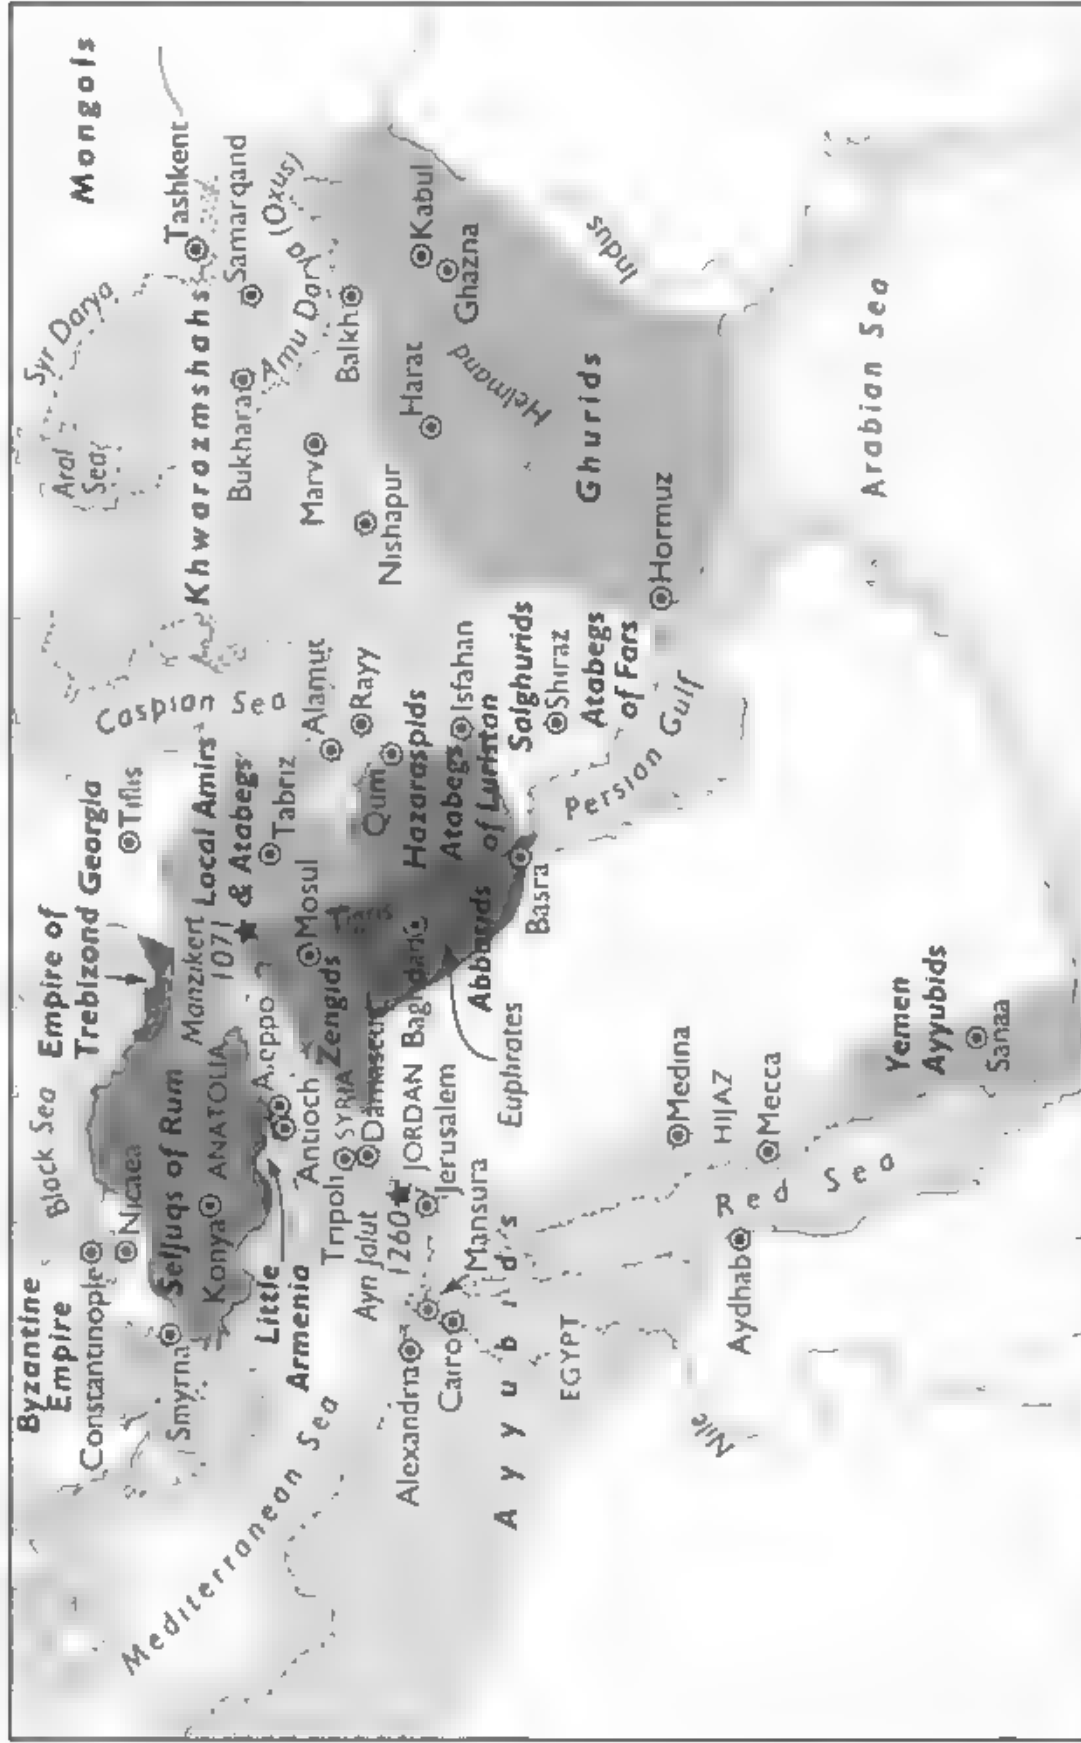 Mongols
Syr Darya
Aral
Sea
Tashkent
Khwarazmshahs
Samarqand
Amu Darya (Oxus)
Bukhara
Balkh
Marv
Nishapur
Harat
Kabul
Ghazna
Helmand
Indus
Ghurids
Hormuz
Arabian Sea
Caspian Sea
Alamut
Rayy
Qum
Isfahan
Hazaraspids
Atabegs
of Luristan
Salghurids
Shiraz
Atabegs
of Fars
Persian Gulf
Georgia
Tiflis
Local Amirs
& Atabegs
Tabriz
Empire of
Trebizond
Manzikert
1071
Mosul
Tigris
Zengids
Baghdad
Abbasids
Basra
Euphrates
Black Sea
Byzantine
Empire
Constantinople
Nicaea
Smyrna
Seljuqs of Rum
Konya
ANATOLIA
Little
Armenia
Aleppo
Antioch
Tripoli
SYRIA
Damascus
Ayn Jalut
1260
JORDAN
Jerusalem
Mansura
Mediterranean Sea
Alexandria
Cairo
Ayyubids
EGYPT
Nile
Aydhab
Red Sea
Medina
HIJAZ
Mecca
Yemen
Ayyubids
Sanaa